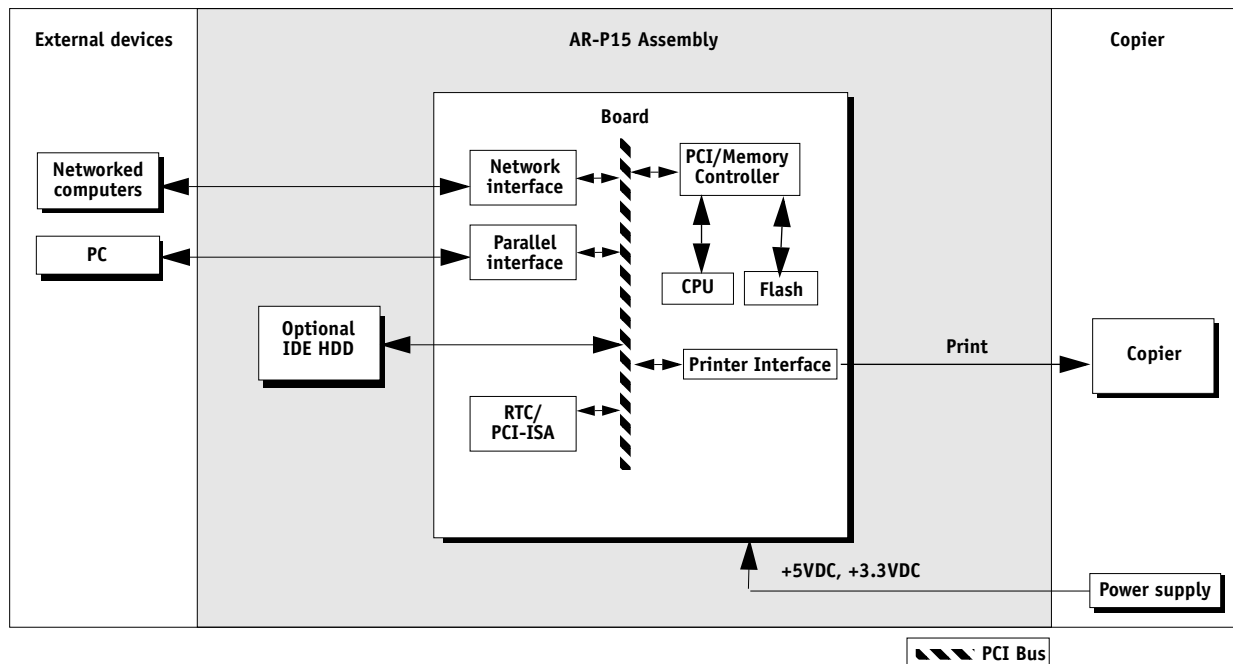 External devices
AR-P15 Assembly
Copier
Board
Networked
computers
Network
interface
PCI/Memory
Controller
PC
Parallel
interface
CPU
Flash
Optional
IDE HDD
Printer Interface
Print
Copier
RTC/
PCI-ISA
+5VDC, +3.3VDC
Power supply
PCI Bus